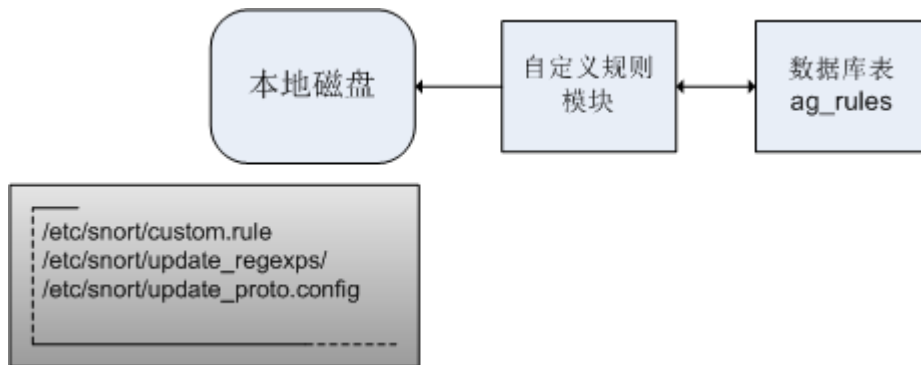 本地磁盘
自定义规则
模块
数据库表
ag_rules
/etc/snort/custom.rule
/etc/snort/update_regexps/
/etc/snort/update_proto.config